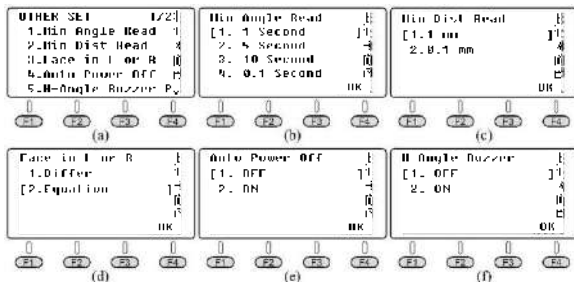 OTHER SET 1/2
1.Min Angle Read
2.Min Dist Read
3.Face in L or R
4.Auto Power Off
5.H-Angle Buzzer
F1 F2 F3 F4
(a)
Min Angle Read
[1. 1 Second ]
2. 5 Second
3. 10 Second
4. 0.1 Second
OK
F1 F2 F3 F4
(b)
Min Dist Read
[1.1 mm ]
2.0.1 mm
OK
F1 F2 F3 F4
(c)
Face in L or R
1.Differ
[2.Equation ]
OK
F1 F2 F3 F4
(d)
Auto Power Off
[1. OFF ]
2. ON
OK
F1 F2 F3 F4
(e)
H Angle Buzzer
[1. OFF ]
2. ON
OK
F1 F2 F3 F4
(f)